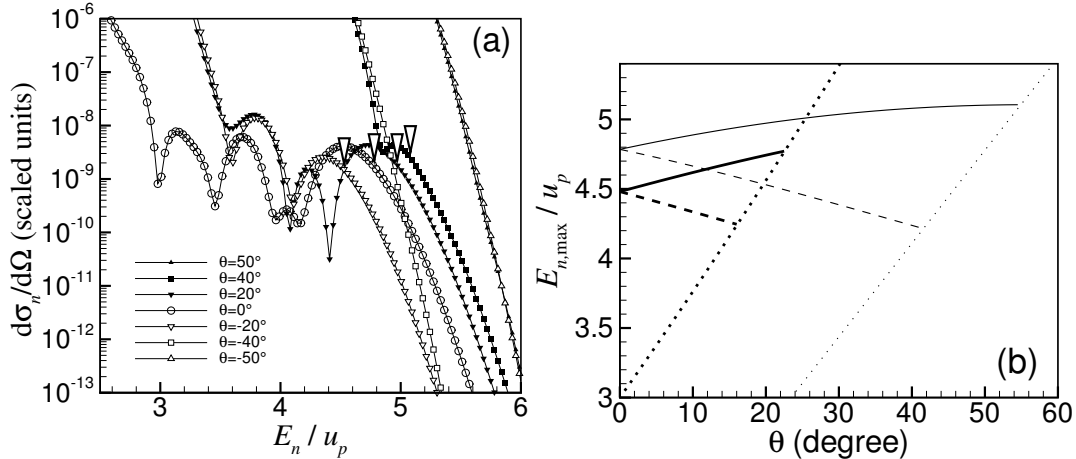 (a)
dσₙ/dΩ (scaled units)
10⁻⁶
10⁻⁷
10⁻⁸
10⁻⁹
10⁻¹⁰
10⁻¹¹
10⁻¹²
10⁻¹³
θ=50°
θ=40°
θ=20°
θ=0°
θ=-20°
θ=-40°
θ=-50°
3 4 5 6
Eₙ / uₚ
(b)
Eₙ,max / uₚ
5
4.5
4
3.5
3
0 10 20 30 40 50 60
θ (degree)